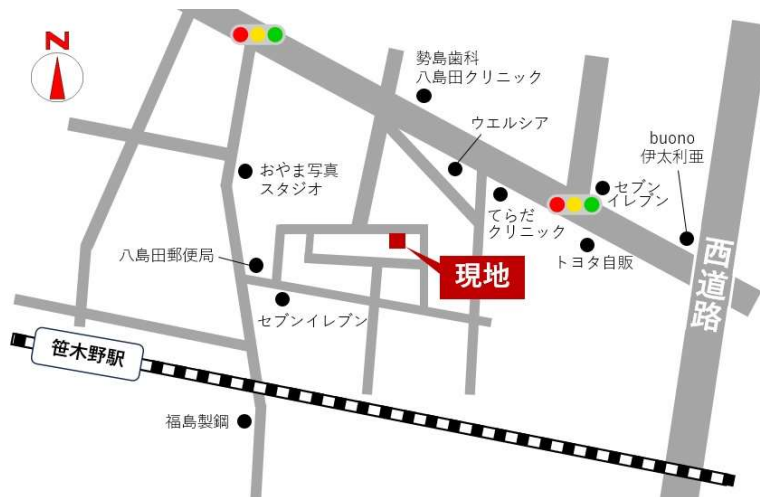 N
勢島歯科
八島田クリニック
ウエルシア
buono
伊太利亜
おやま写真
スタジオ
セブン
イレブン
てらだ
クリニック
トヨタ自販
八島田郵便局
現地
西道路
セブンイレブン
笹木野駅
福島製鋼